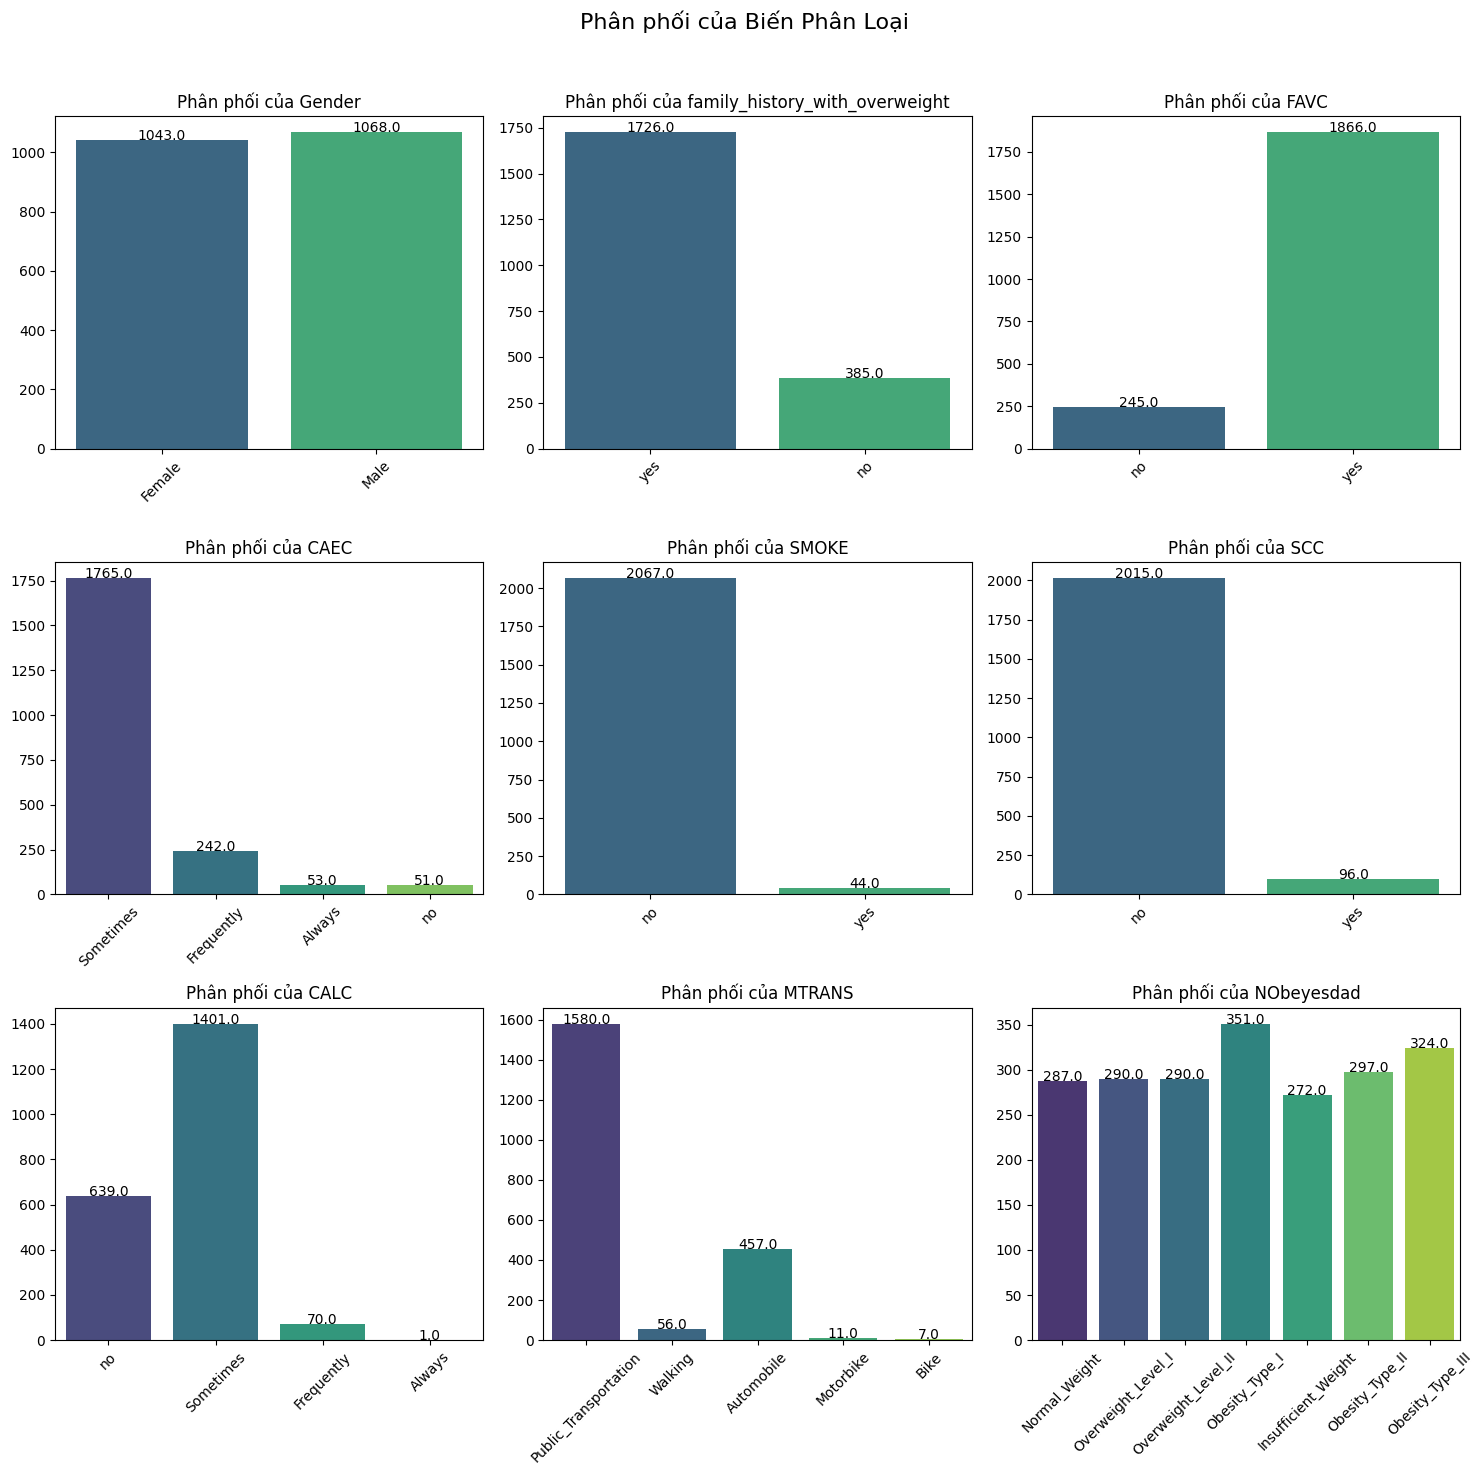 Phân phối của Biến Phân Loại
Phân phối của Gender
1043.0
1068.0
1000
800
600
400
200
0
Female
Male
Phân phối của family_history_with_overweight
1726.0
385.0
1750
1500
1250
1000
750
500
250
0
yes
no
Phân phối của FAVC
245.0
1866.0
1750
1500
1250
1000
750
500
250
0
no
yes
Phân phối của CAEC
1765.0
242.0
53.0
51.0
1750
1500
1250
1000
750
500
250
0
Sometimes
Frequently
Always
no
Phân phối của SMOKE
2067.0
44.0
2000
1750
1500
1250
1000
750
500
250
0
no
yes
Phân phối của SCC
2015.0
96.0
2000
1750
1500
1250
1000
750
500
250
0
no
yes
Phân phối của CALC
639.0
1401.0
70.0
1.0
1400
1200
1000
800
600
400
200
0
no
Sometimes
Frequently
Always
Phân phối của MTRANS
1580.0
56.0
457.0
11.0
7.0
1600
1400
1200
1000
800
600
400
200
0
Public_Transportation
Walking
Automobile
Motorbike
Bike
Phân phối của NObeyesdad
287.0
290.0
290.0
351.0
272.0
297.0
324.0
350
300
250
200
150
100
50
0
Normal_Weight
Overweight_Level_I
Overweight_Level_II
Obesity_Type_I
Insufficient_Weight
Obesity_Type_II
Obesity_Type_III